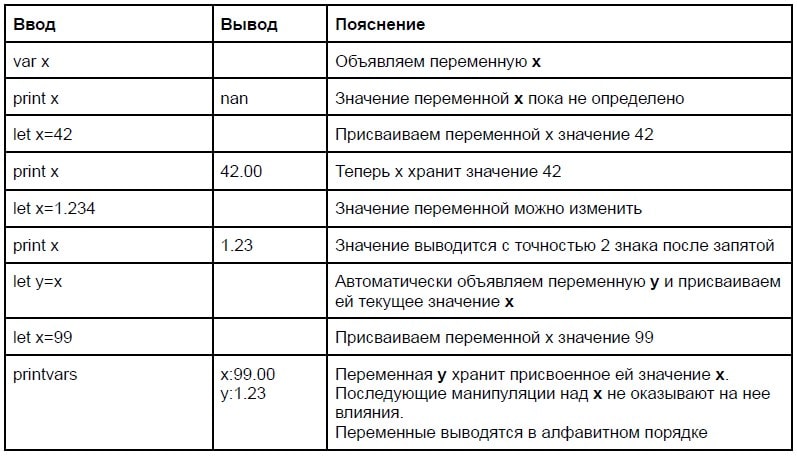 Ввод Вывод Пояснение
var x Объявляем переменную x
print x nan Значение переменной x пока не определено
let x=42 Присваиваем переменной x значение 42
print x 42.00 Теперь x хранит значение 42
let x=1.234 Значение переменной можно изменить
print x 1.23 Значение выводится с точностью 2 знака после запятой
let y=x Автоматически объявляем переменную y и присваиваем
ей текущее значение x
let x=99 Присваиваем переменной x значение 99
printvars x:99.00 Переменная y хранит присвоенное ей значение x.
y:1.23 Последующие манипуляции над x не оказывают на нее
влияния.
Переменные выводятся в алфавитном порядке